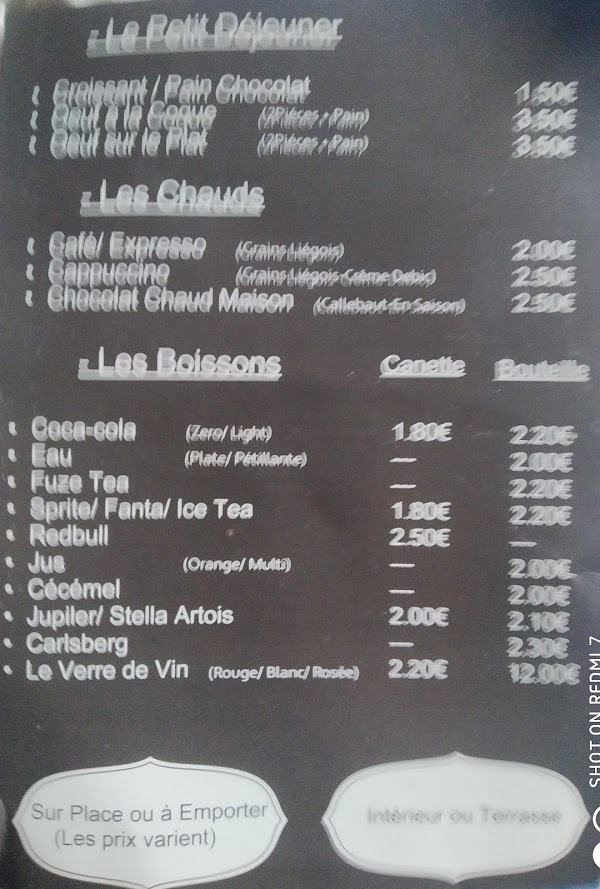 - Le Petit Déjeuner
Croissant / Pain Chocolat 1.50€
Oeuf à la Coque (2Pièces + Pain) 3.50€
Oeuf sur le Plat (2Pièces + Pain) 3.50€
- Les Chauds
Café/ Expresso (Grains Liégois) 2.00€
Cappuccino (Grains Liégois-Crème Debic) 2.50€
Chocolat Chaud Maison (Callebaut-En Saison) 2.50€
- Les Boissons Canette Bouteille
• Coca-cola (Zero/ Light) 1.80€ 2.20€
• Eau (Plate/ Pétillante) — 2.00€
• Fuze Tea — 2.20€
• Sprite/ Fanta/ Ice Tea 1.80€ 2.20€
• Redbull 2.50€ —
• Jus (Orange/ Multi) — 2.00€
• Cécémel — 2.00€
• Jupiler/ Stella Artois 2.00€ 2.10€
• Carlsberg — 2.30€
• Le Verre de Vin (Rouge/ Blanc/ Rosée) 2.20€ 12.00€
Sur Place ou à Emporter
(Les prix varient)
Intérieur ou Terrasse
SHOT ON REDMI 7